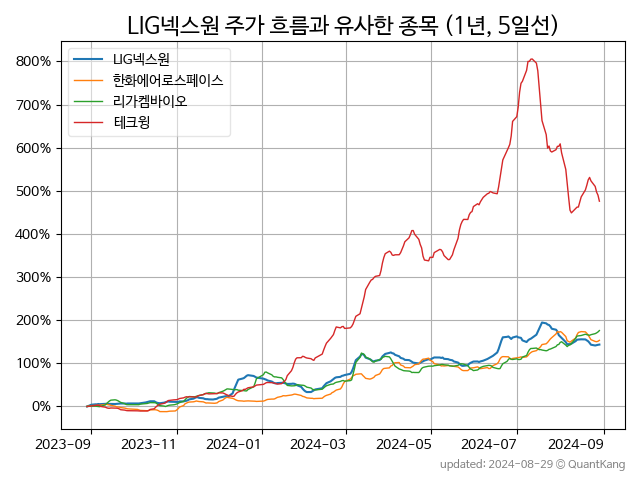 LIG넥스원 주가 흐름과 유사한 종목 (1년, 5일선)
LIG넥스원
한화에어로스페이스
리가켐바이오
테크윙
800%
700%
600%
500%
400%
300%
200%
100%
0%
2023-09 2023-11 2024-01 2024-03 2024-05 2024-07 2024-09
updated: 2024-08-29 © QuantKang